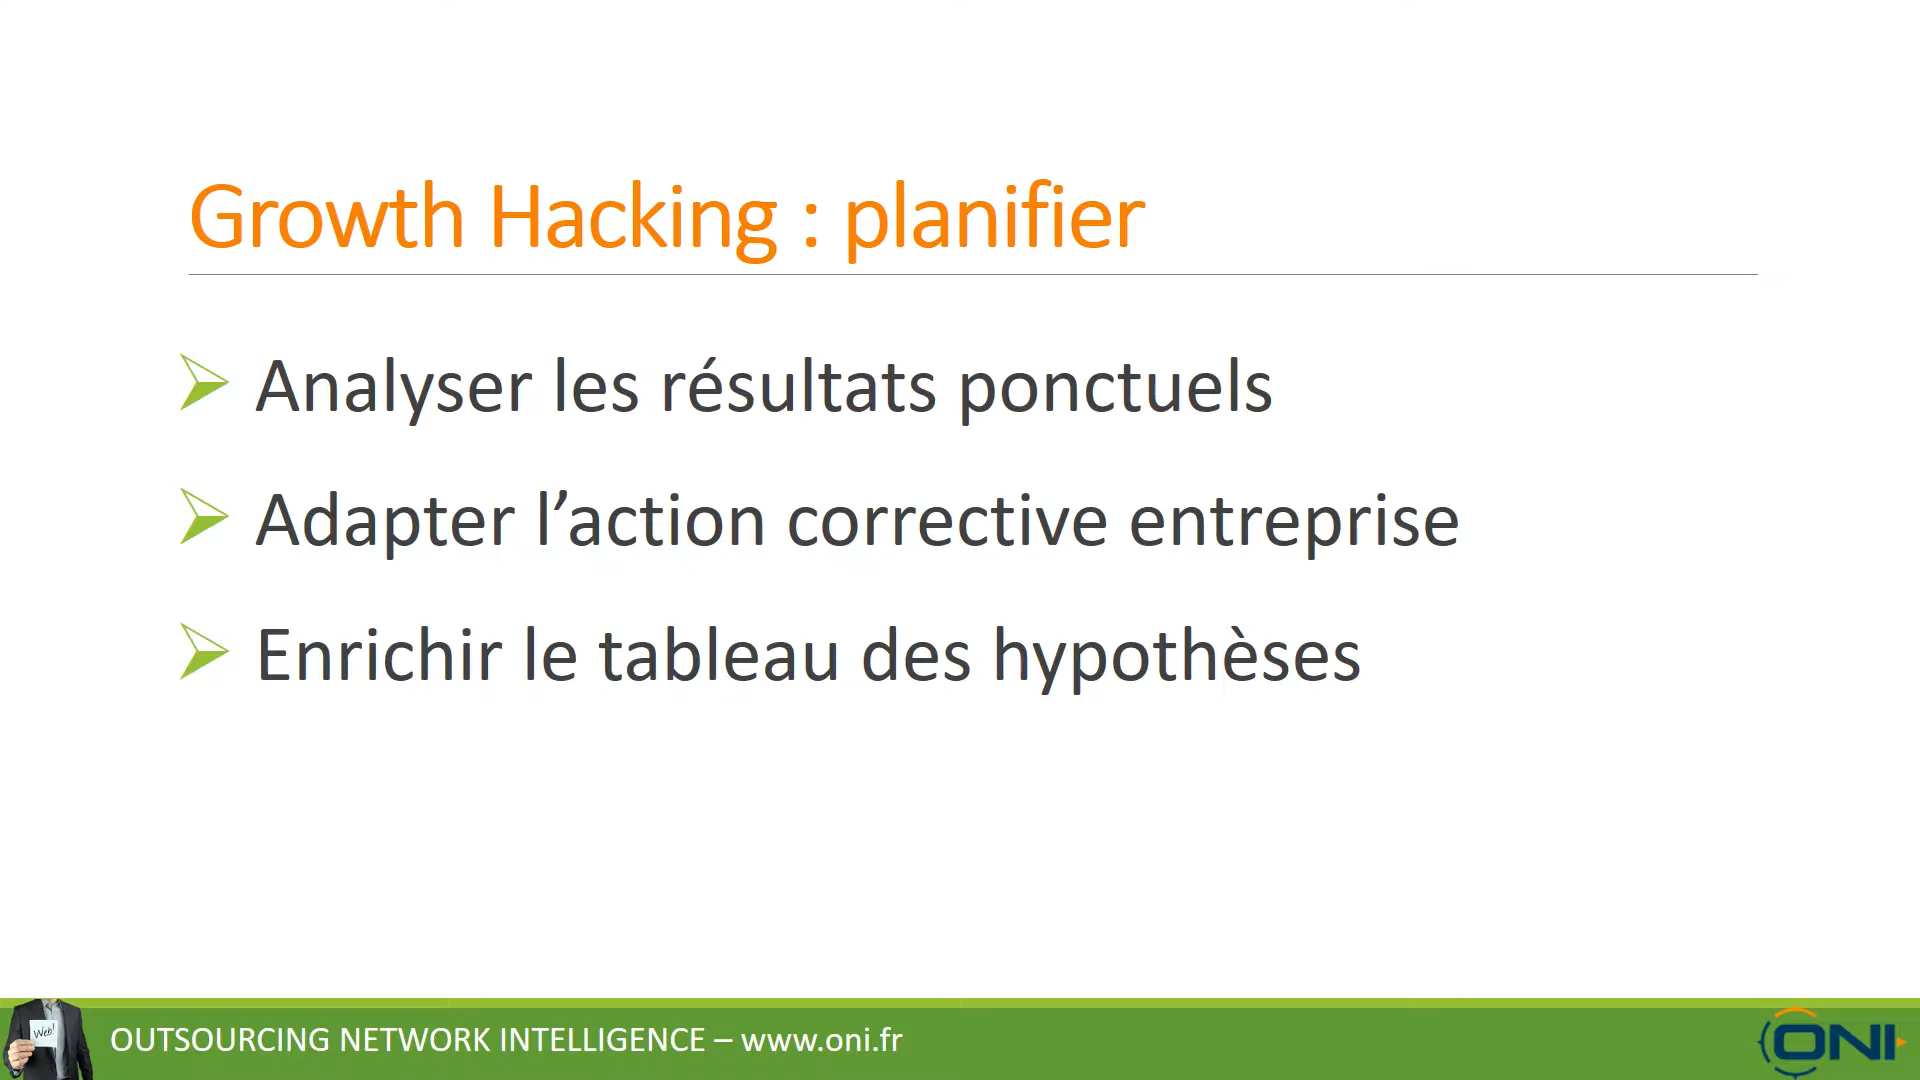 Growth Hacking : planifier
Analyser les résultats ponctuels
Adapter l’action corrective entreprise
Enrichir le tableau des hypothèses
Web!
OUTSOURCING NETWORK INTELLIGENCE – www.oni.fr
ONI